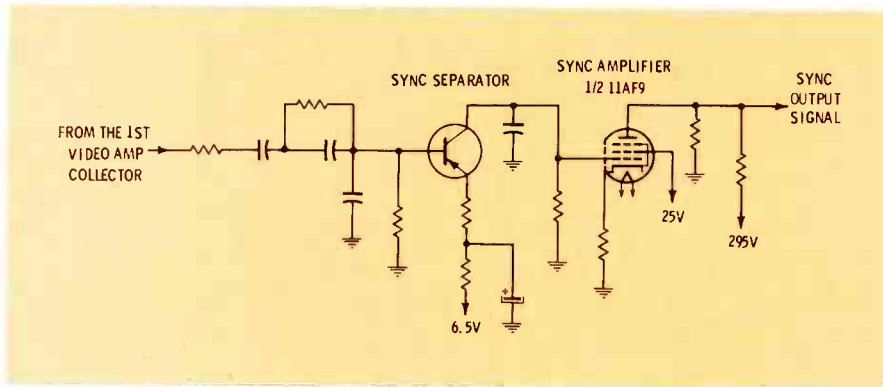 SYNC SEPARATOR
SYNC AMPLIFIER
1/2 11AF9
SYNC
OUTPUT
SIGNAL
FROM THE 1ST
VIDEO AMP
COLLECTOR
25V
295V
6.5V
+